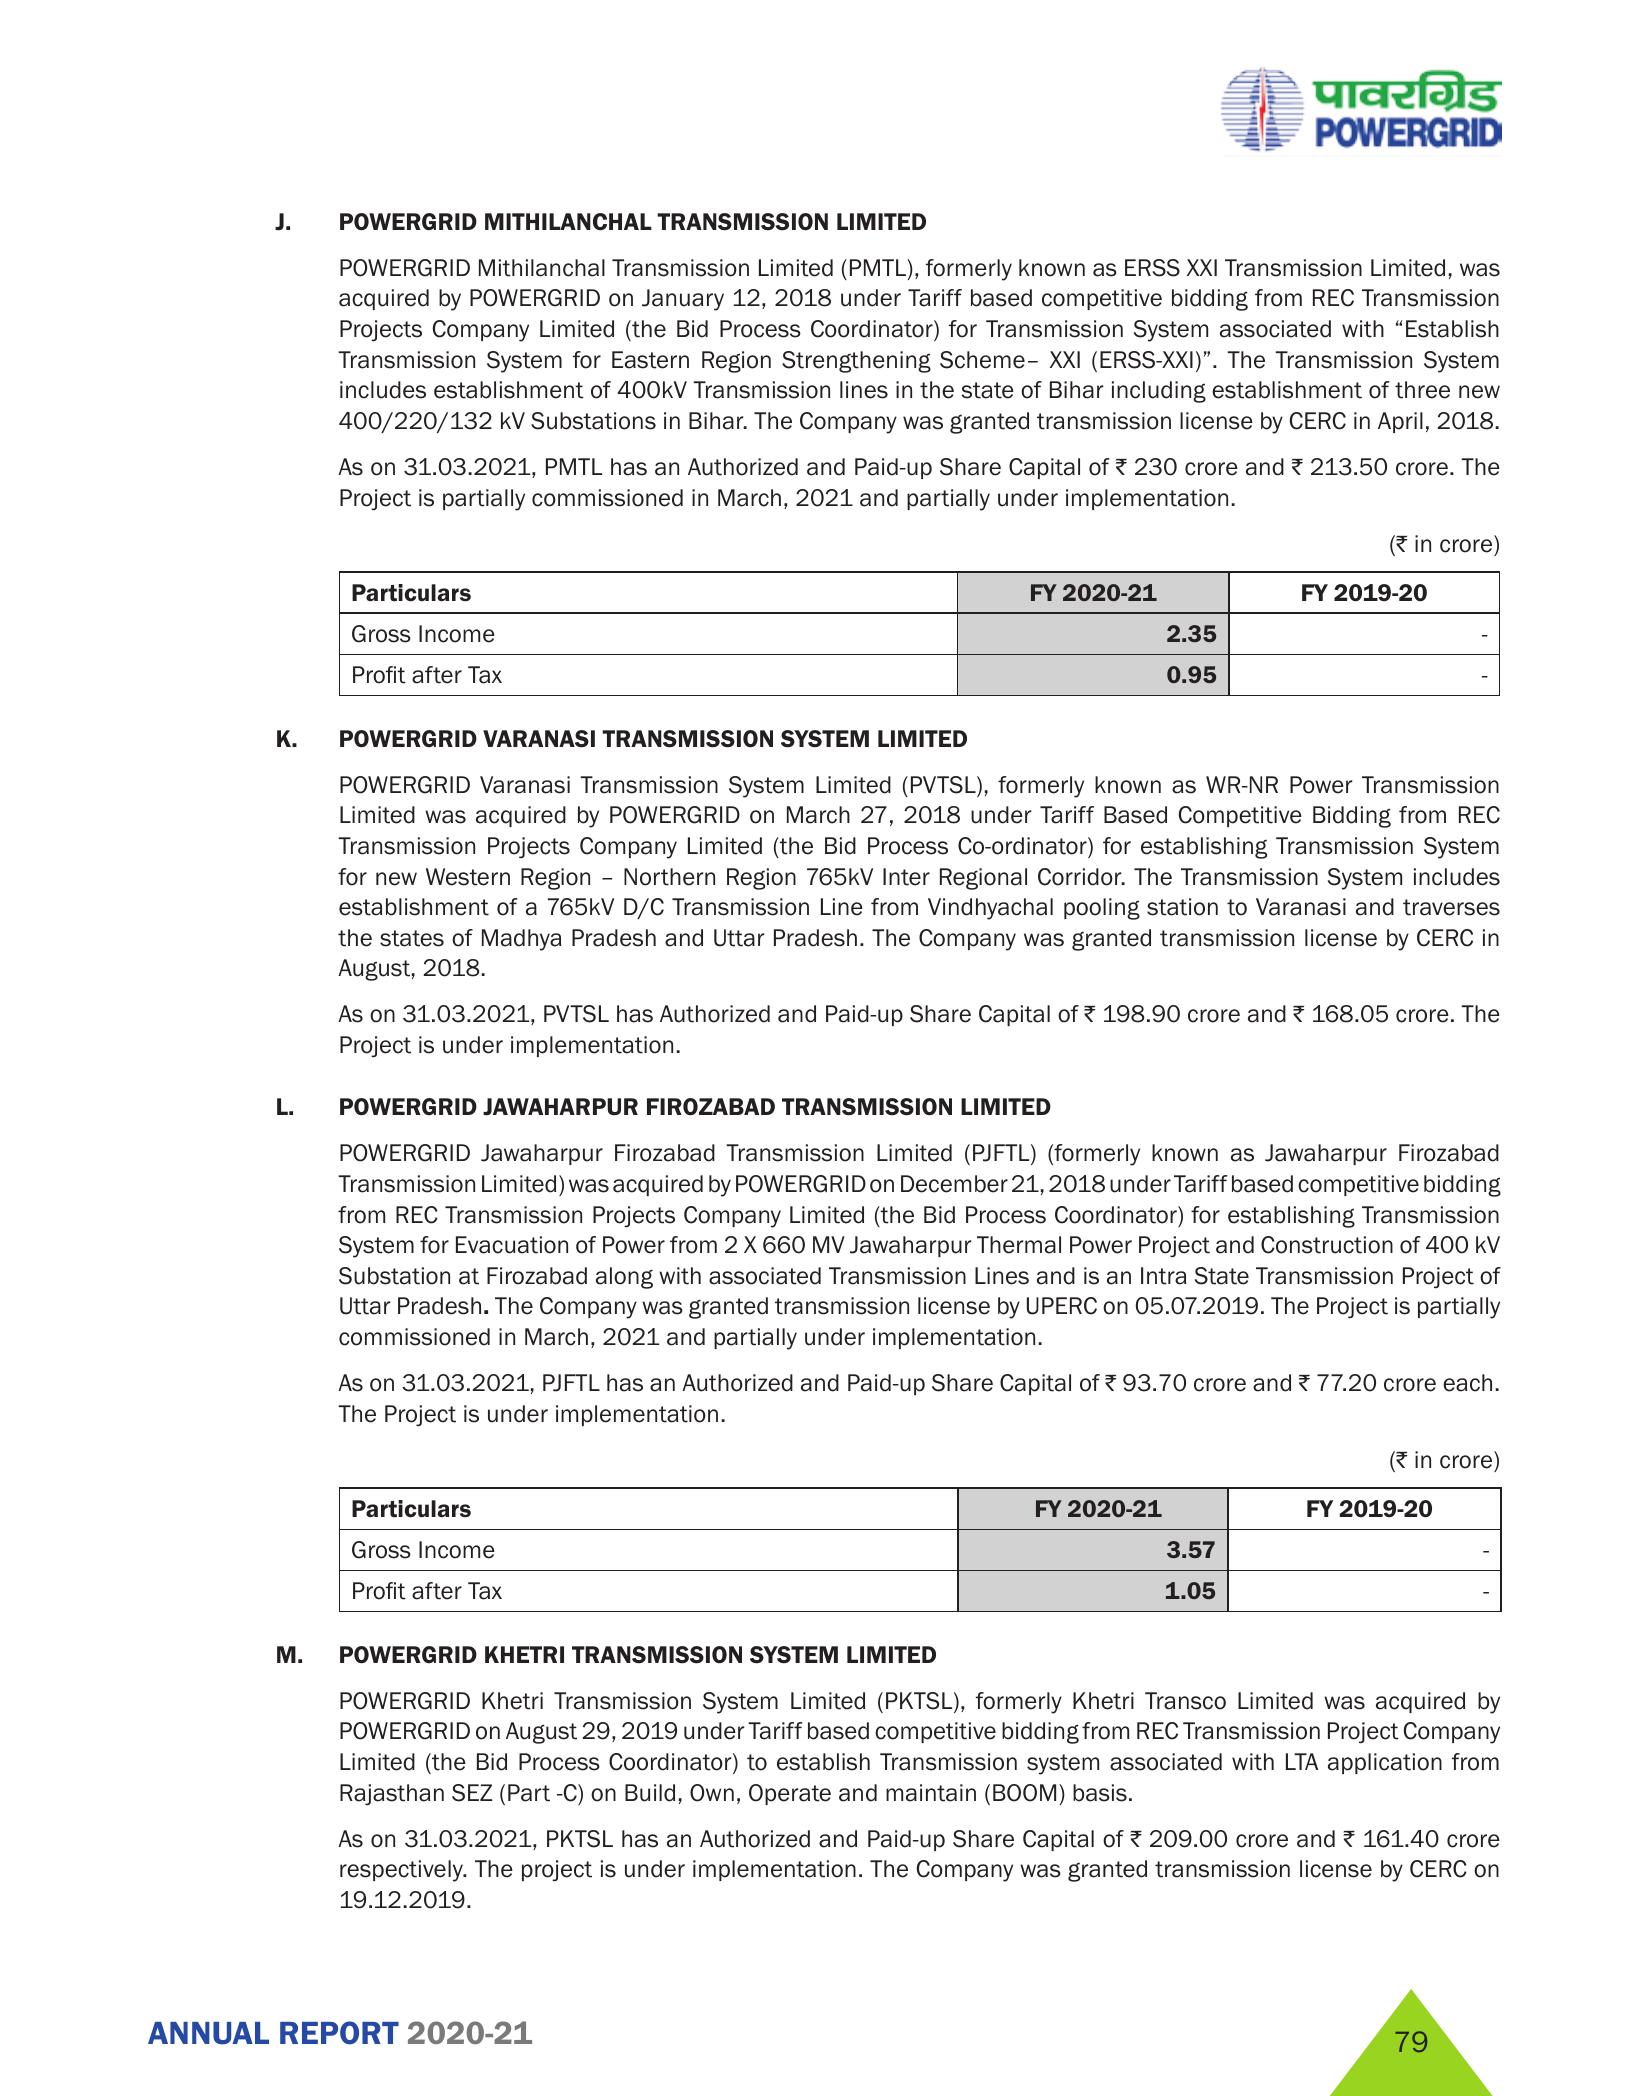 पावरग्रिड
POWERGRID
J. POWERGRID MITHILANCHAL TRANSMISSION LIMITED
POWERGRID Mithilanchal Transmission Limited (PMTL), formerly known as ERSS XXI Transmission Limited, was
acquired by POWERGRID on January 12, 2018 under Tariff based competitive bidding from REC Transmission
Projects Company Limited (the Bid Process Coordinator) for Transmission System associated with “Establish
Transmission System for Eastern Region Strengthening Scheme– XXI (ERSS-XXI)”. The Transmission System
includes establishment of 400kV Transmission lines in the state of Bihar including establishment of three new
400/220/132 kV Substations in Bihar. The Company was granted transmission license by CERC in April, 2018.
As on 31.03.2021, PMTL has an Authorized and Paid-up Share Capital of ₹ 230 crore and ₹ 213.50 crore. The
Project is partially commissioned in March, 2021 and partially under implementation.
(₹ in crore)
Particulars FY 2020-21 FY 2019-20
Gross Income 2.35 -
Profit after Tax 0.95 -
K. POWERGRID VARANASI TRANSMISSION SYSTEM LIMITED
POWERGRID Varanasi Transmission System Limited (PVTSL), formerly known as WR-NR Power Transmission
Limited was acquired by POWERGRID on March 27, 2018 under Tariff Based Competitive Bidding from REC
Transmission Projects Company Limited (the Bid Process Co-ordinator) for establishing Transmission System
for new Western Region – Northern Region 765kV Inter Regional Corridor. The Transmission System includes
establishment of a 765kV D/C Transmission Line from Vindhyachal pooling station to Varanasi and traverses
the states of Madhya Pradesh and Uttar Pradesh. The Company was granted transmission license by CERC in
August, 2018.
As on 31.03.2021, PVTSL has Authorized and Paid-up Share Capital of ₹ 198.90 crore and ₹ 168.05 crore. The
Project is under implementation.
L. POWERGRID JAWAHARPUR FIROZABAD TRANSMISSION LIMITED
POWERGRID Jawaharpur Firozabad Transmission Limited (PJFTL) (formerly known as Jawaharpur Firozabad
Transmission Limited) was acquired by POWERGRID on December 21, 2018 under Tariff based competitive bidding
from REC Transmission Projects Company Limited (the Bid Process Coordinator) for establishing Transmission
System for Evacuation of Power from 2 X 660 MV Jawaharpur Thermal Power Project and Construction of 400 kV
Substation at Firozabad along with associated Transmission Lines and is an Intra State Transmission Project of
Uttar Pradesh. The Company was granted transmission license by UPERC on 05.07.2019. The Project is partially
commissioned in March, 2021 and partially under implementation.
As on 31.03.2021, PJFTL has an Authorized and Paid-up Share Capital of ₹ 93.70 crore and ₹ 77.20 crore each.
The Project is under implementation.
(₹ in crore)
Particulars FY 2020-21 FY 2019-20
Gross Income 3.57 -
Profit after Tax 1.05 -
M. POWERGRID KHETRI TRANSMISSION SYSTEM LIMITED
POWERGRID Khetri Transmission System Limited (PKTSL), formerly Khetri Transco Limited was acquired by
POWERGRID on August 29, 2019 under Tariff based competitive bidding from REC Transmission Project Company
Limited (the Bid Process Coordinator) to establish Transmission system associated with LTA application from
Rajasthan SEZ (Part -C) on Build, Own, Operate and maintain (BOOM) basis.
As on 31.03.2021, PKTSL has an Authorized and Paid-up Share Capital of ₹ 209.00 crore and ₹ 161.40 crore
respectively. The project is under implementation. The Company was granted transmission license by CERC on
19.12.2019.
ANNUAL REPORT 2020-21
79